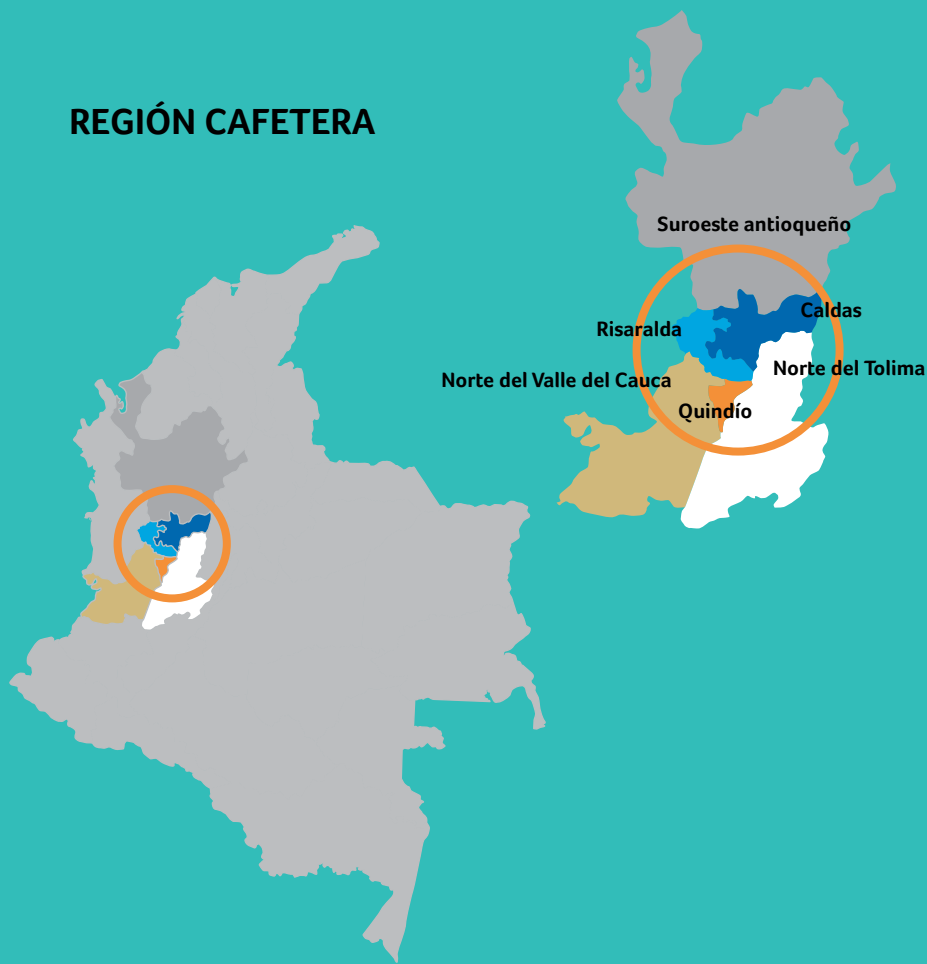 REGIÓN CAFETERA
Suroeste antioqueño
Caldas
Risaralda
Norte del Tolima
Norte del Valle del Cauca
Quindío